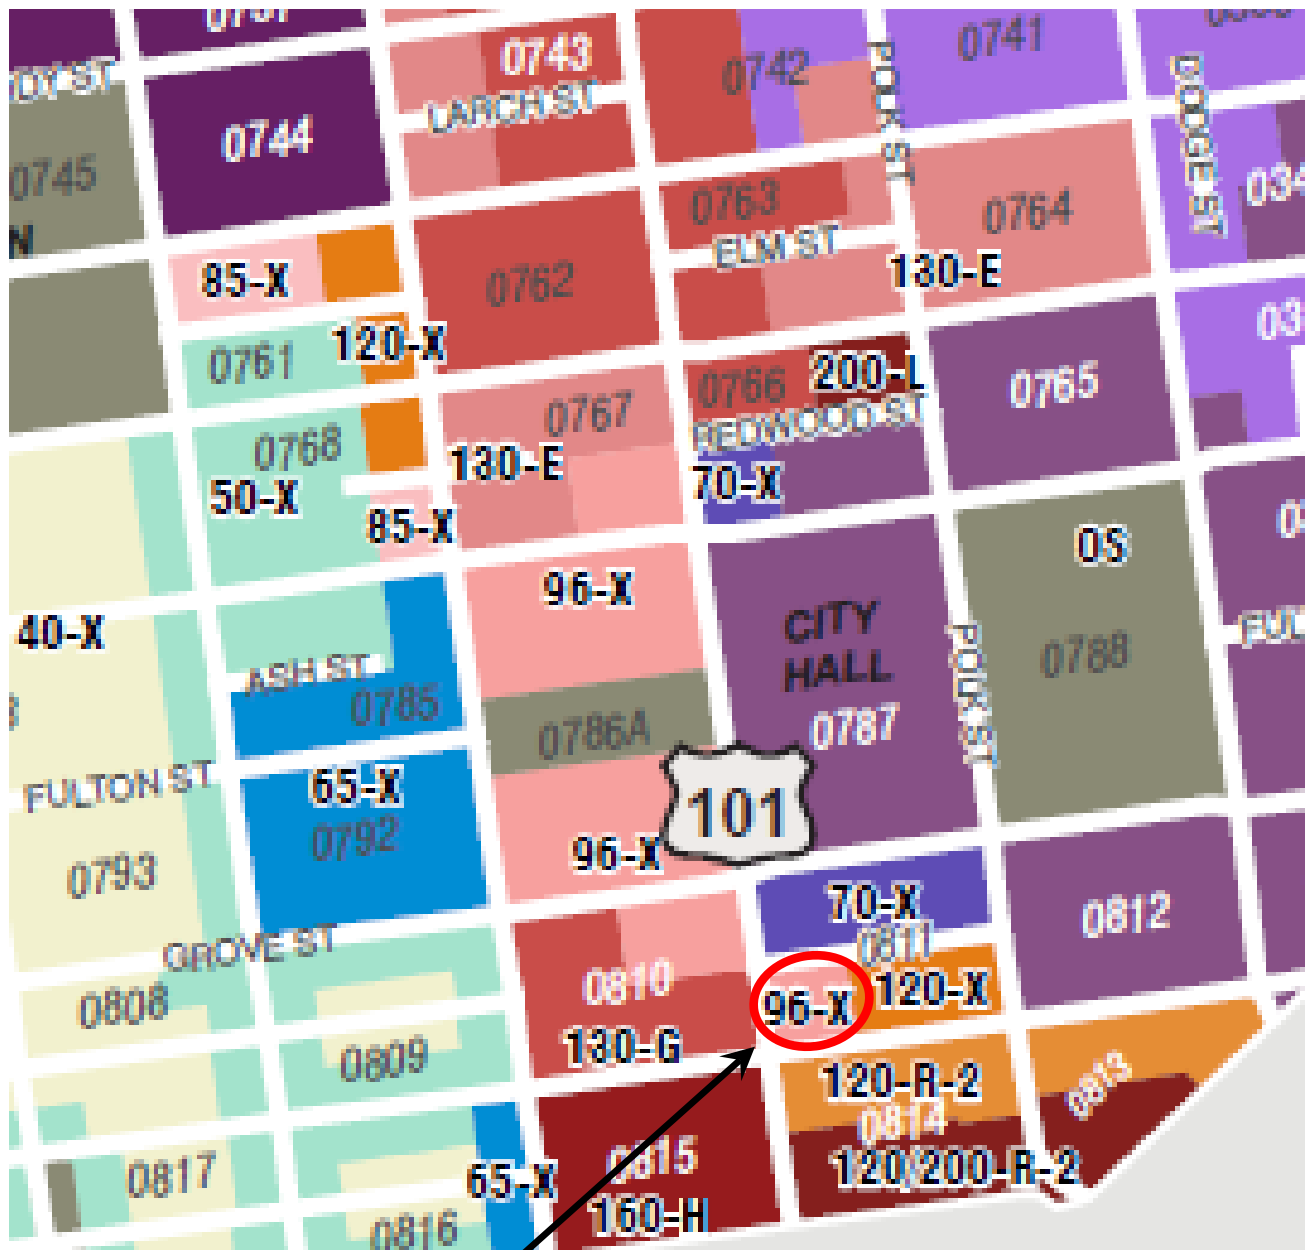 0743
0742
0741
LARCH ST
POLK ST
DODGE ST
0744
0745
N
0763
0764
ELM ST
130-E
85-X
0762
120-X
0761
0766
200-L
0765
REDWOOD ST
0767
0768
130-E
70-X
50-X
85-X
OS
96-X
40-X
CITY
HALL
POLK ST
0788
ASH ST
0785
0786A
0787
FULTON ST
65-X
101
0792
96-X
0793
70-X
0811
0812
GROVE ST
0810
96-X
120-X
0808
130-G
0809
120-R-2
0813
0814
0815
120/200-R-2
0817
65-X
160-H
0816